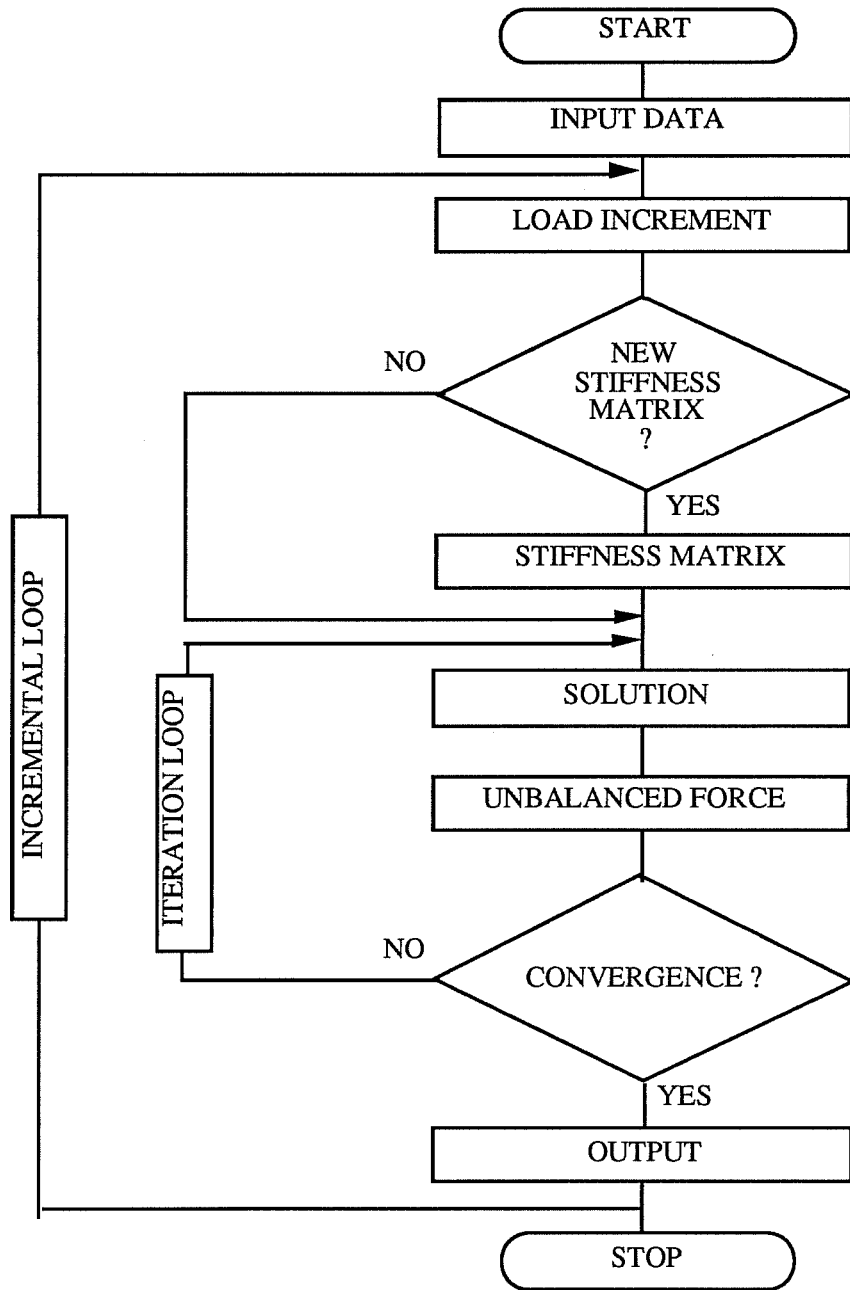 START
INPUT DATA
LOAD INCREMENT
NO
NEW
STIFFNESS
MATRIX
?
YES
STIFFNESS MATRIX
INCREMENTAL LOOP
ITERATION LOOP
SOLUTION
UNBALANCED FORCE
NO
CONVERGENCE ?
YES
OUTPUT
STOP